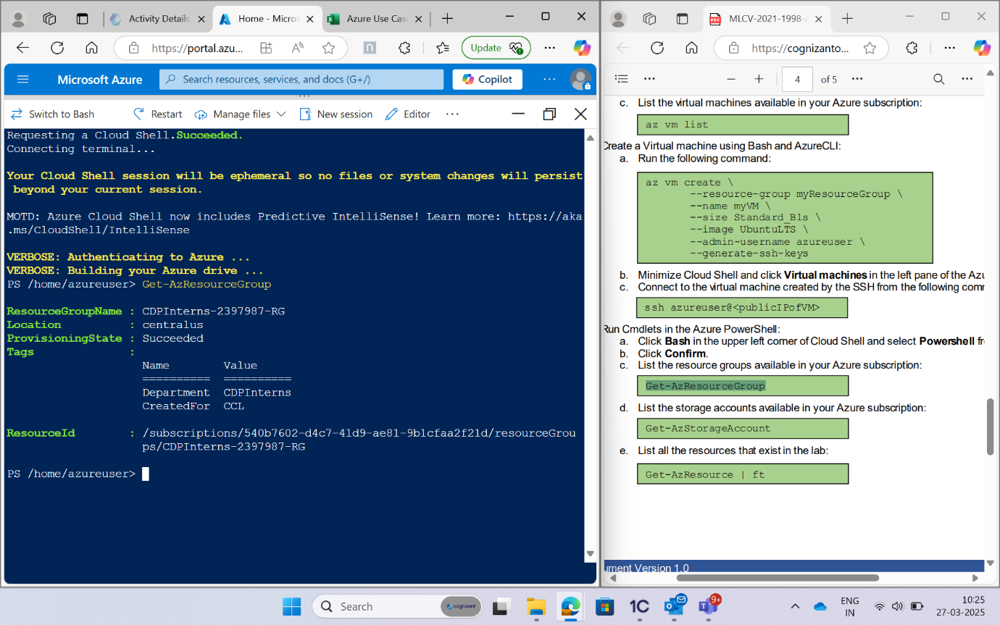 Activity Details
Home - Micros
Azure Use Cas
https://portal.azu...
Update
Microsoft Azure
Search resources, services, and docs (G+/)
Copilot
Switch to Bash
Restart
Manage files
New session
Editor
Requesting a Cloud Shell.Succeeded.
Connecting terminal...
Your Cloud Shell session will be ephemeral so no files or system changes will persist
beyond your current session.
MOTD: Azure Cloud Shell now includes Predictive IntelliSense! Learn more: https://aka
.ms/CloudShell/IntelliSense
VERBOSE: Authenticating to Azure ...
VERBOSE: Building your Azure drive ...
PS /home/azureuser> Get-AzResourceGroup
ResourceGroupName : CDPInterns-2397987-RG
Location : centralus
ProvisioningState : Succeeded
Tags :
Name Value
========== ==========
Department CDPInterns
CreatedFor CCL
ResourceId : /subscriptions/540b7602-d4c7-41d9-ae81-9b1cfaa2f21d/resourceGrou
ps/CDPInterns-2397987-RG
PS /home/azureuser>
MLCV-2021-1998-
https://cognizanto...
4 of 5
c. List the virtual machines available in your Azure subscription:
az vm list
Create a Virtual machine using Bash and AzureCLI:
a. Run the following command:
az vm create \
--resource-group myResourceGroup \
--name myVM \
--size Standard_B1s \
--image UbuntuLTS \
--admin-username azureuser \
--generate-ssh-keys
b. Minimize Cloud Shell and click Virtual machines in the left pane of the Azu
c. Connect to the virtual machine created by the SSH from the following comm
ssh azureuser@<publicIPofVM>
Run Cmdlets in the Azure PowerShell:
a. Click Bash in the upper left corner of Cloud Shell and select Powershell fr
b. Click Confirm.
c. List the resource groups available in your Azure subscription:
Get-AzResourceGroup
d. List the storage accounts available in your Azure subscription:
Get-AzStorageAccount
e. List all the resources that exist in the lab:
Get-AzResource | ft
ument Version 1.0
Search
cognizant
1C
9+
ENG
IN
10:25
27-03-2025